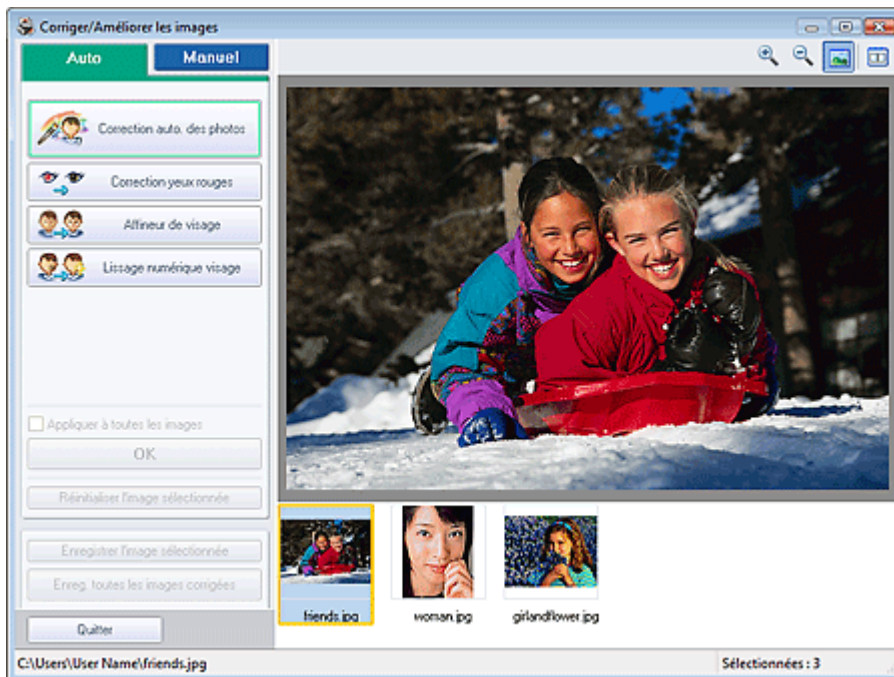 Corriger/Améliorer les images
Auto
Manuel
Correction auto. des photos
Correction yeux rouges
Affineur de visage
Lissage numérique visage
Appliquer à toutes les images
OK
Réinitialiser l'image sélectionnée
Enregistrer l'image sélectionnée
Enreg. toutes les images corrigées
Quitter
friends.jpg
woman.jpg
girlandflower.jpg
C:\Users\User Name\friends.jpg
Sélectionnées : 3